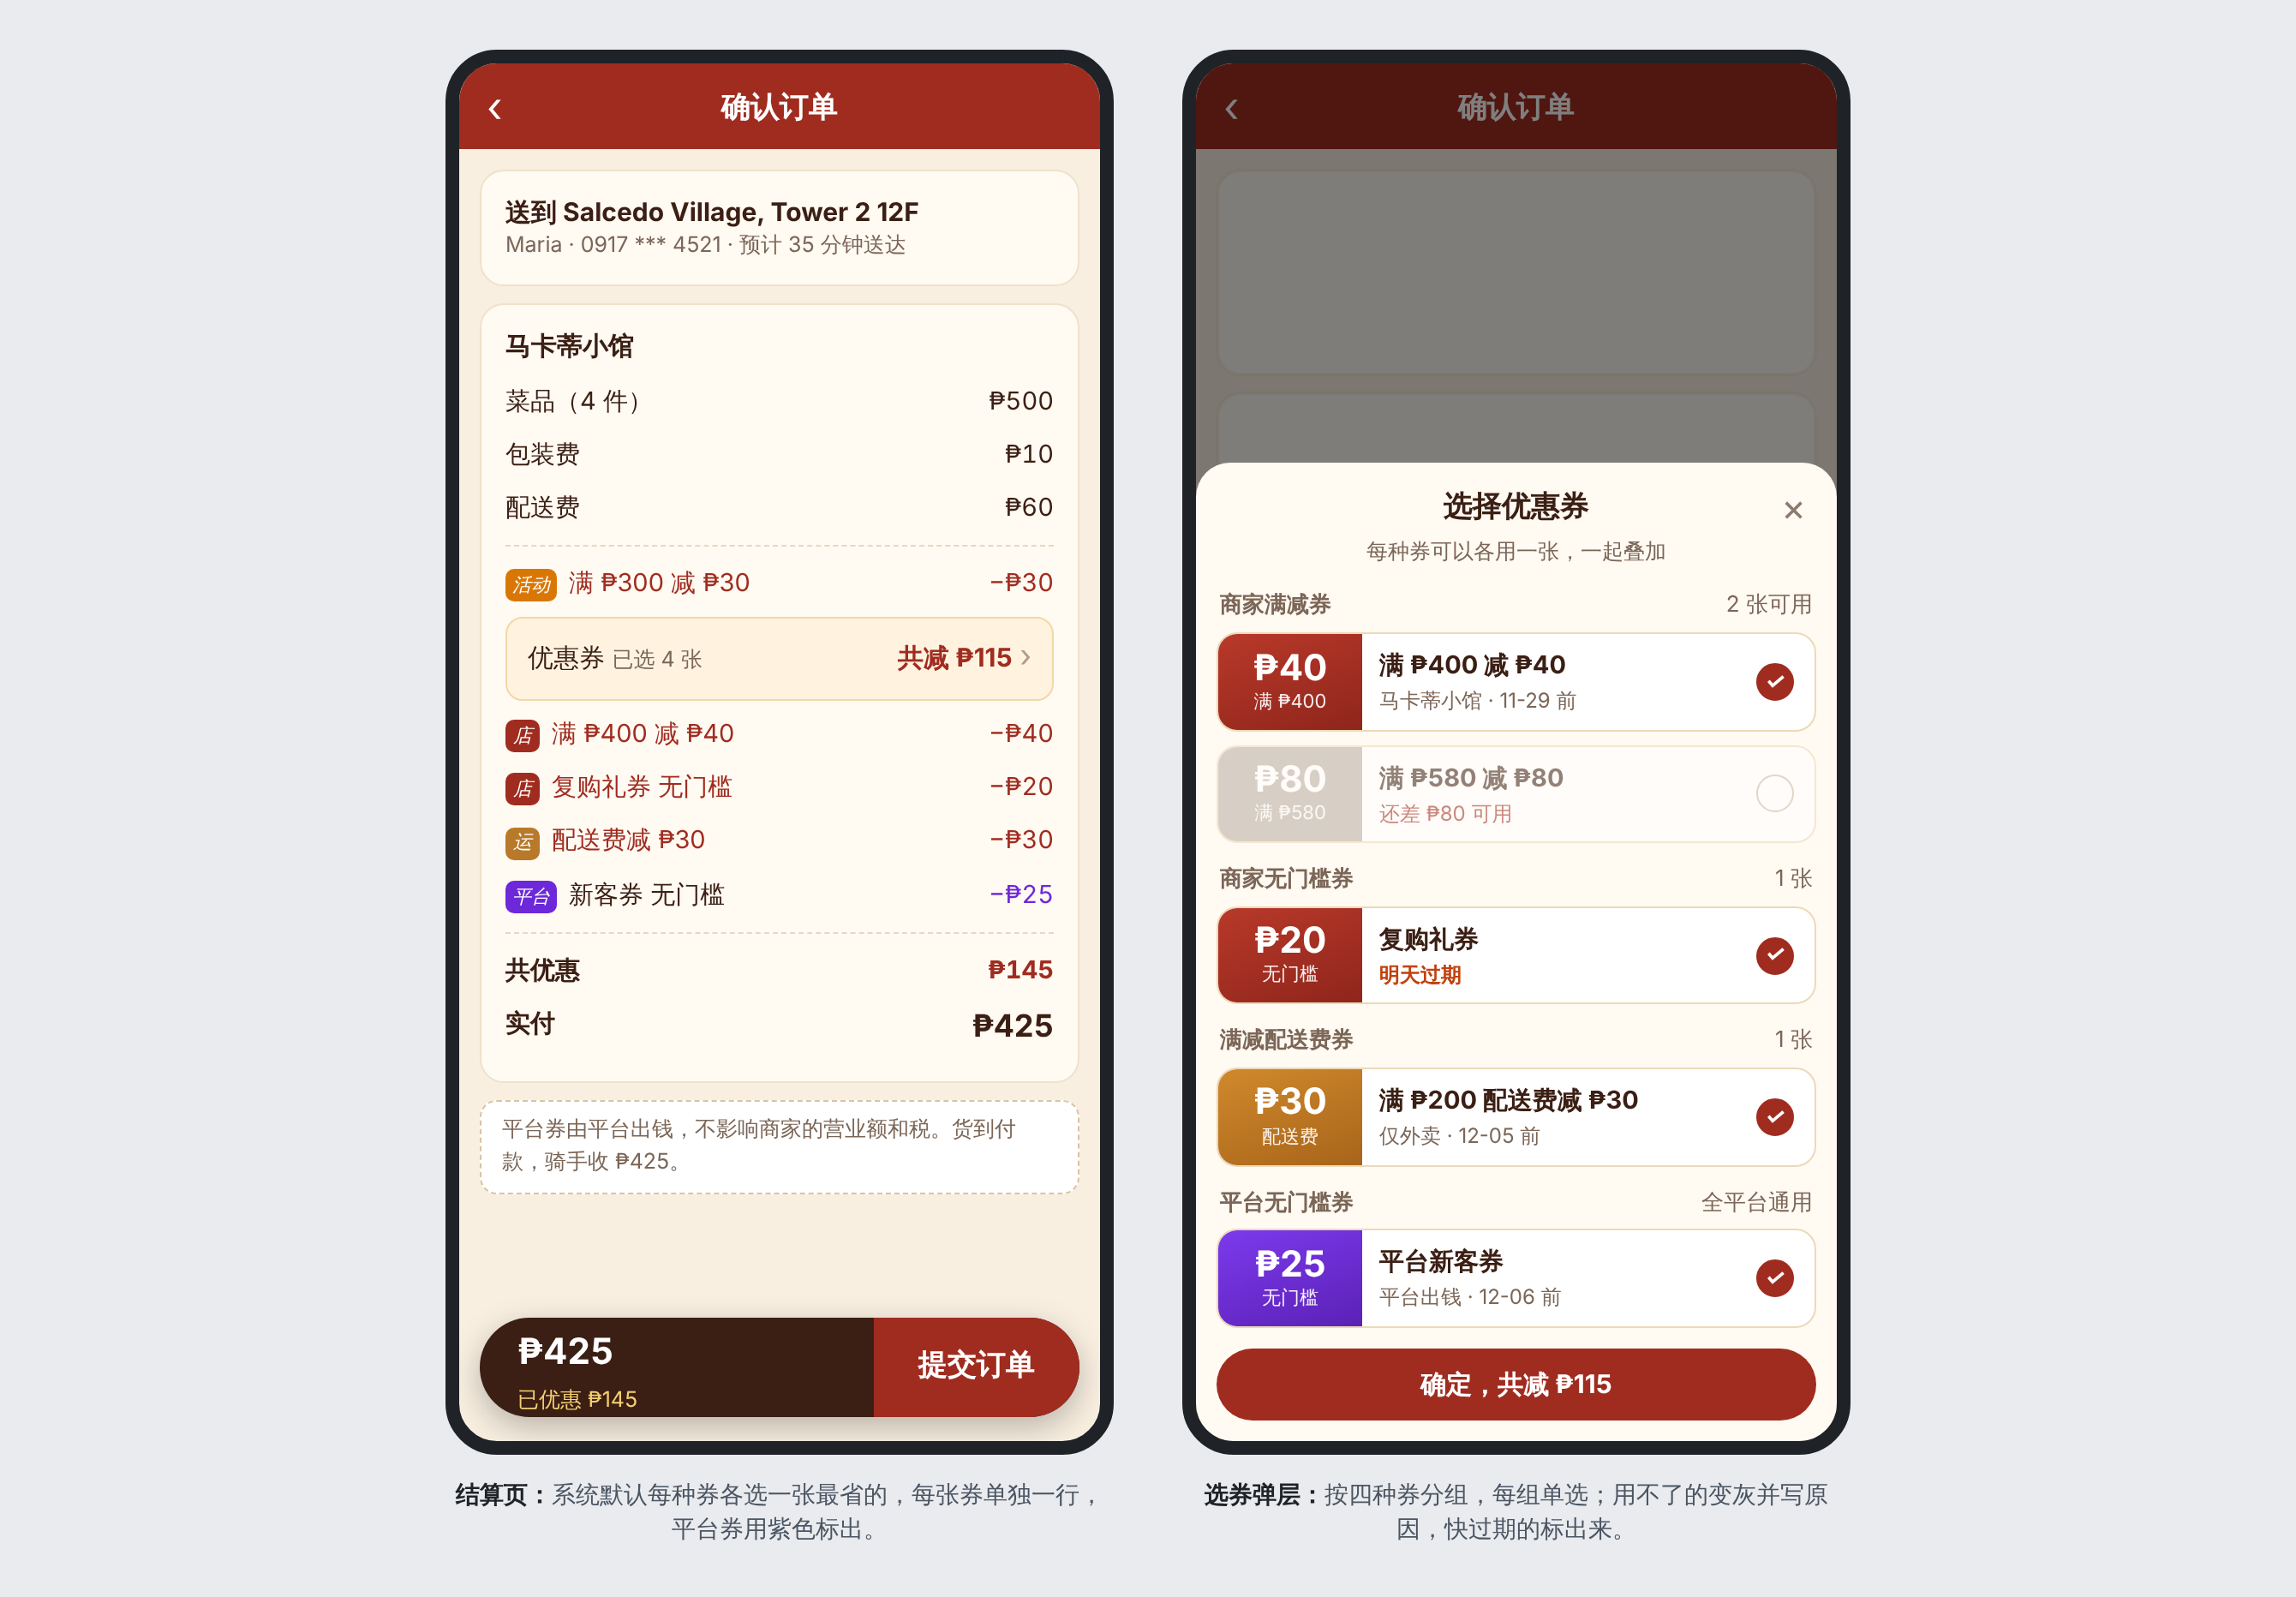 确认订单
送到 Salcedo Village, Tower 2 12F
Maria · 0917 *** 4521 · 预计 35 分钟送达
马卡蒂小馆
菜品（4 件） ₱500
包装费 ₱10
配送费 ₱60
活动 满 ₱300 减 ₱30 −₱30
优惠券 已选 4 张 共减 ₱115
店 满 ₱400 减 ₱40 −₱40
店 复购礼券 无门槛 −₱20
运 配送费减 ₱30 −₱30
平台 新客券 无门槛 −₱25
共优惠 ₱145
实付 ₱425
平台券由平台出钱，不影响商家的营业额和税。货到付
款，骑手收 ₱425。
₱425
已优惠 ₱145
提交订单
结算页：系统默认每种券各选一张最省的，每张券单独一行，
平台券用紫色标出。
确认订单
选择优惠券
每种券可以各用一张，一起叠加
商家满减券 2 张可用
₱40
满 ₱400
满 ₱400 减 ₱40
马卡蒂小馆 · 11-29 前
₱80
满 ₱580
满 ₱580 减 ₱80
还差 ₱80 可用
商家无门槛券 1 张
₱20
无门槛
复购礼券
明天过期
满减配送费券 1 张
₱30
配送费
满 ₱200 配送费减 ₱30
仅外卖 · 12-05 前
平台无门槛券 全平台通用
₱25
无门槛
平台新客券
平台出钱 · 12-06 前
确定，共减 ₱115
选券弹层：按四种券分组，每组单选；用不了的变灰并写原
因，快过期的标出来。